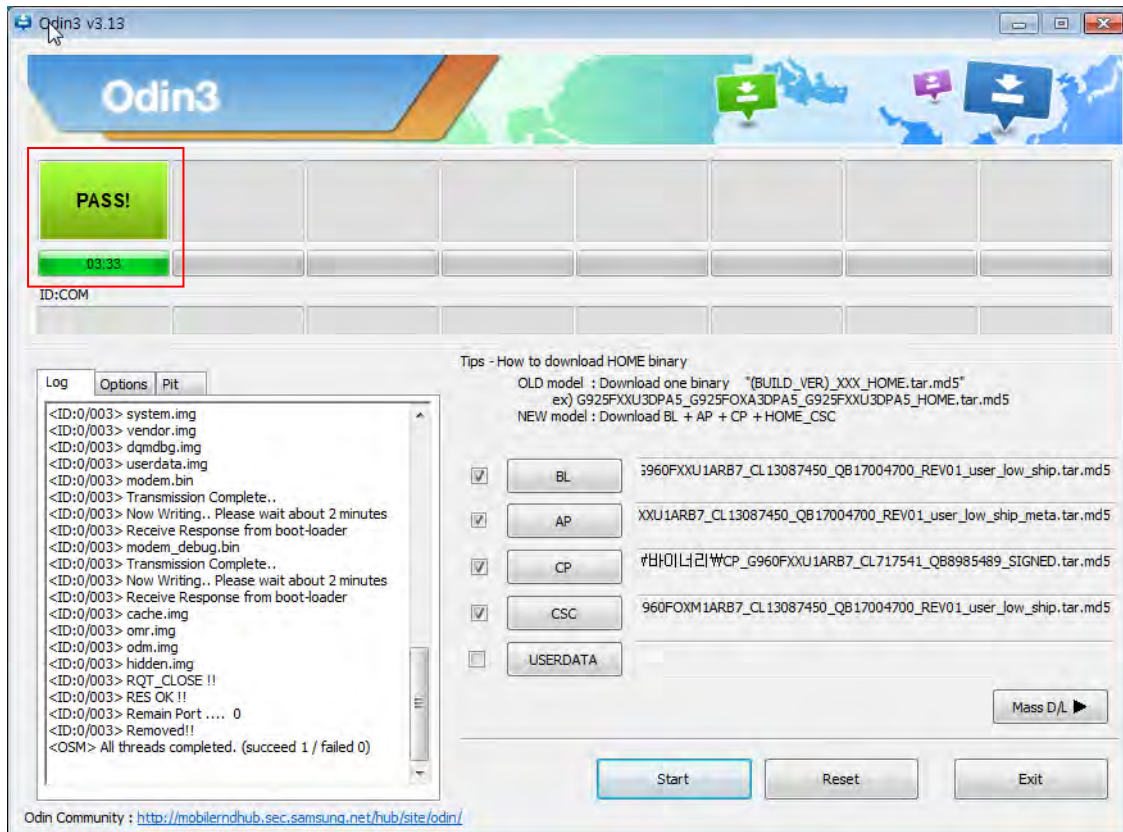 Odin3 v3.13
Odin3
PASS!
03:33
ID:COM
Tips - How to download HOME binary
OLD model : Download one binary "(BUILD_VER)_XXX_HOME.tar.md5"
ex) G925FXXU3DPA5_G925FOXA3DPA5_G925FXXU3DPA5_HOME.tar.md5
NEW model : Download BL + AP + CP + HOME_CSC
Log Options Pit
<ID:0/003> system.img
<ID:0/003> vendor.img
<ID:0/003> dqmdbg.img
<ID:0/003> userdata.img
<ID:0/003> modem.bin
<ID:0/003> Transmission Complete..
<ID:0/003> Now Writing.. Please wait about 2 minutes
<ID:0/003> Receive Response from boot-loader
<ID:0/003> modem_debug.bin
<ID:0/003> Transmission Complete..
<ID:0/003> Now Writing.. Please wait about 2 minutes
<ID:0/003> Receive Response from boot-loader
<ID:0/003> cache.img
<ID:0/003> omr.img
<ID:0/003> odm.img
<ID:0/003> hidden.img
<ID:0/003> RQT_CLOSE !!
<ID:0/003> RES OK !!
<ID:0/003> Remain Port .... 0
<ID:0/003> Removed!!
<OSM> All threads completed. (succeed 1 / failed 0)
BL G960FXXU1ARB7_CL13087450_QB17004700_REV01_user_low_ship.tar.md5
AP XXU1ARB7_CL13087450_QB17004700_REV01_user_low_ship_meta.tar.md5
CP ₩바이너리₩CP_G960FXXU1ARB7_CL717541_QB8985489_SIGNED.tar.md5
CSC 960FOXM1ARB7_CL13087450_QB17004700_REV01_user_low_ship.tar.md5
USERDATA
Mass D/L ▶
Start Reset Exit
Odin Community : http://mobilerndhub.sec.samsung.net/hub/site/odin/